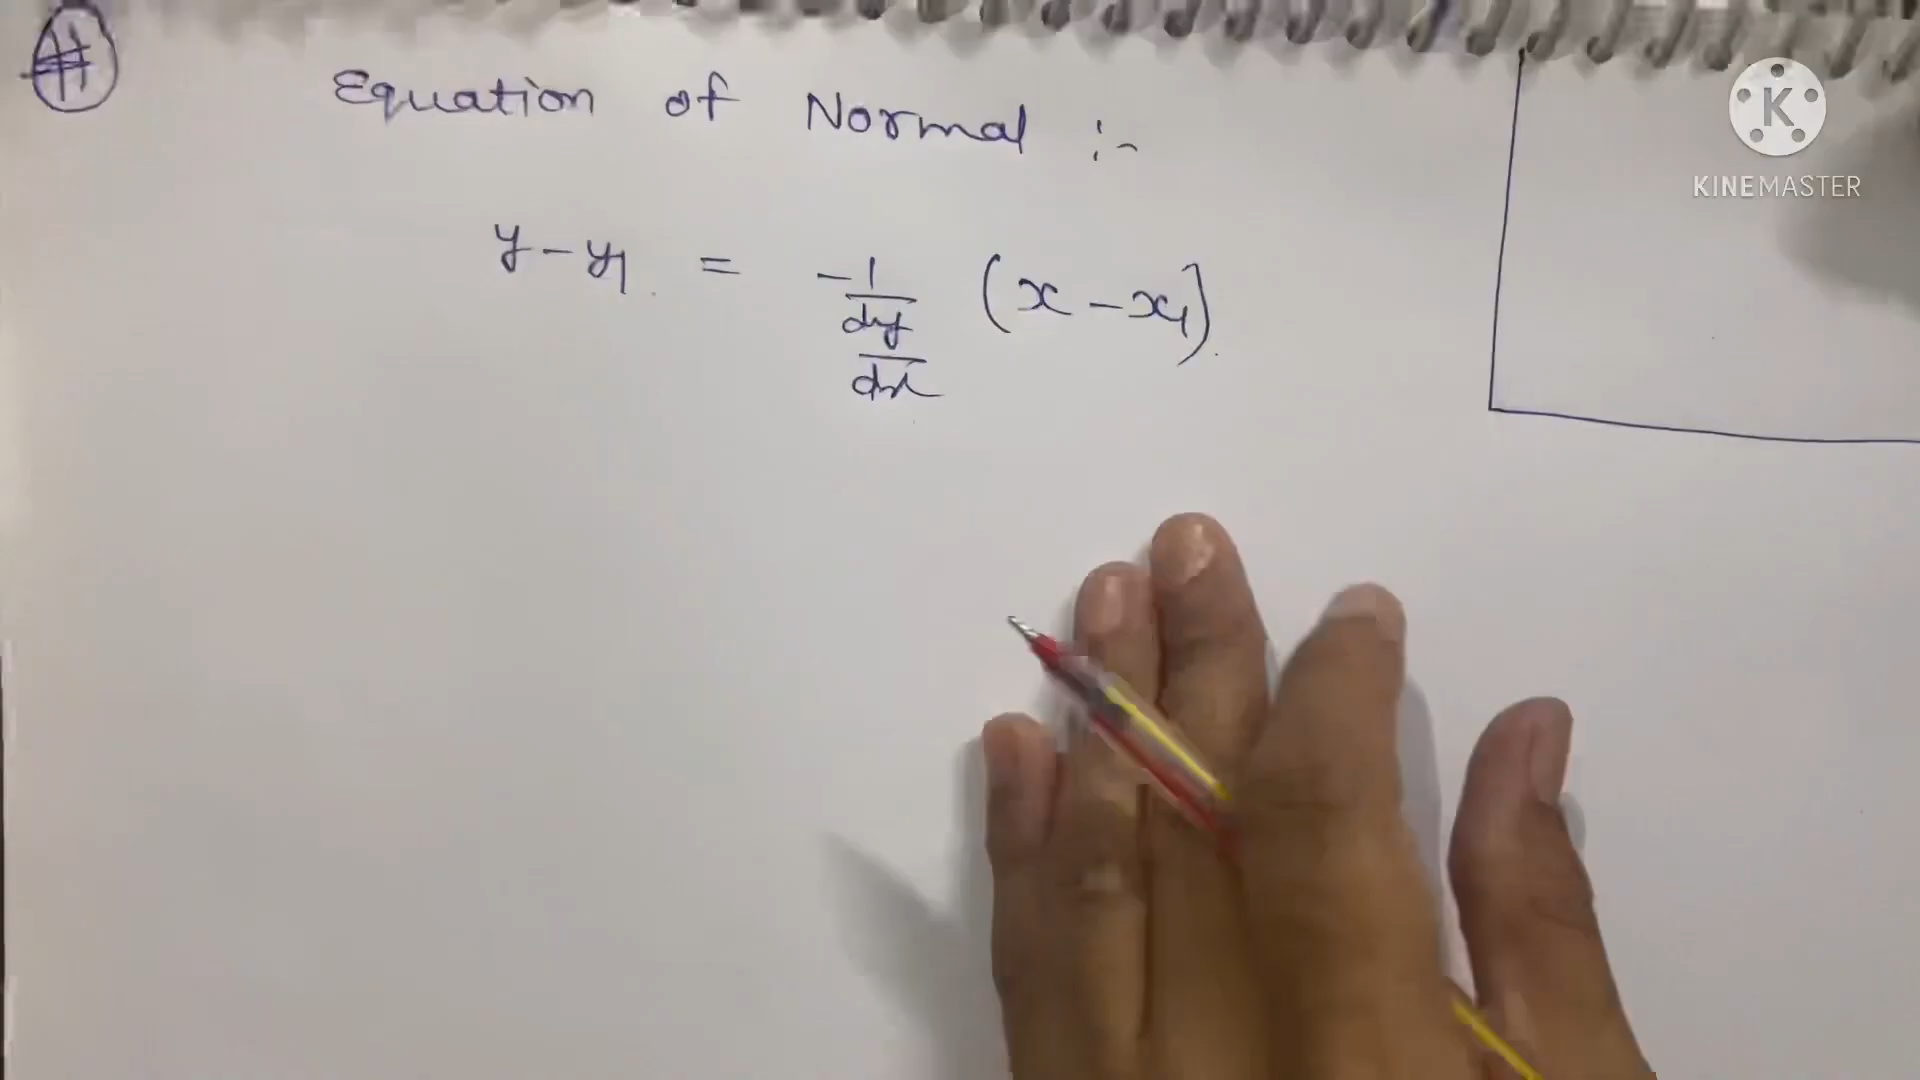 #
Equation of Normal :-
y - y₁ = -1/(dy/dx) (x - x₁)
K
KINEMASTER